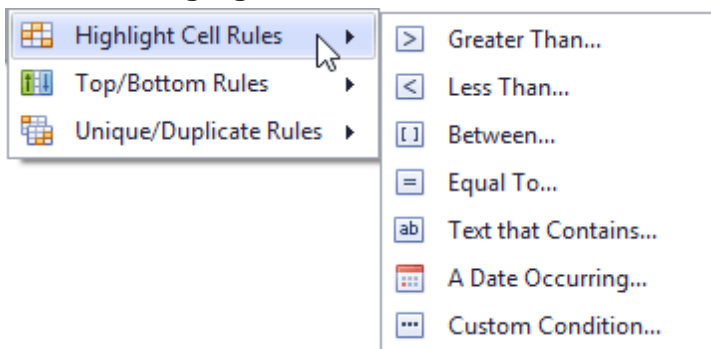 Highlight Cell Rules
Top/Bottom Rules
Unique/Duplicate Rules
> Greater Than...
< Less Than...
[ ] Between...
= Equal To...
ab Text that Contains...
A Date Occurring...
Custom Condition...